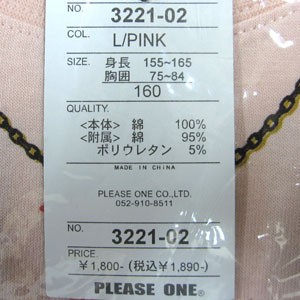 NO. 3221-02
COL. L/PINK
SIZE. 身長 155~165
胸囲 75~84
160
QUALITY.
<本体> 綿 100%
<附属> 綿 95%
ポリウレタン 5%
MADE IN CHINA
PLEASE ONE CO.,LTD.
052-910-8511
NO. 3221-02
PRICE.
¥1,800- (税込¥1,890-)
PLEASE ONE®